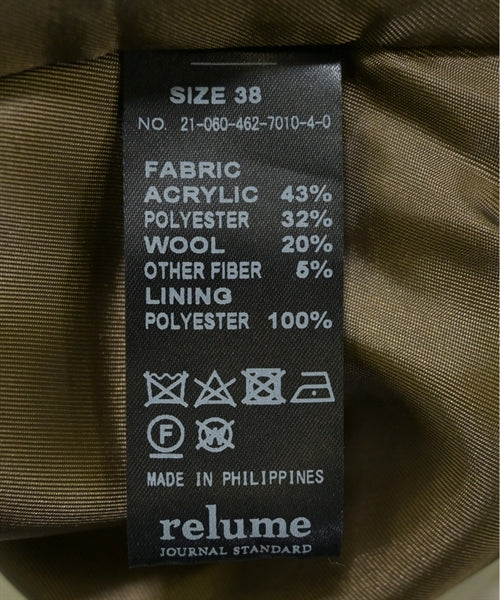 SIZE 38
NO. 21-060-462-7010-4-0
FABRIC
ACRYLIC 43%
POLYESTER 32%
WOOL 20%
OTHER FIBER 5%
LINING
POLYESTER 100%
F W
MADE IN PHILIPPINES
relume
JOURNAL STANDARD